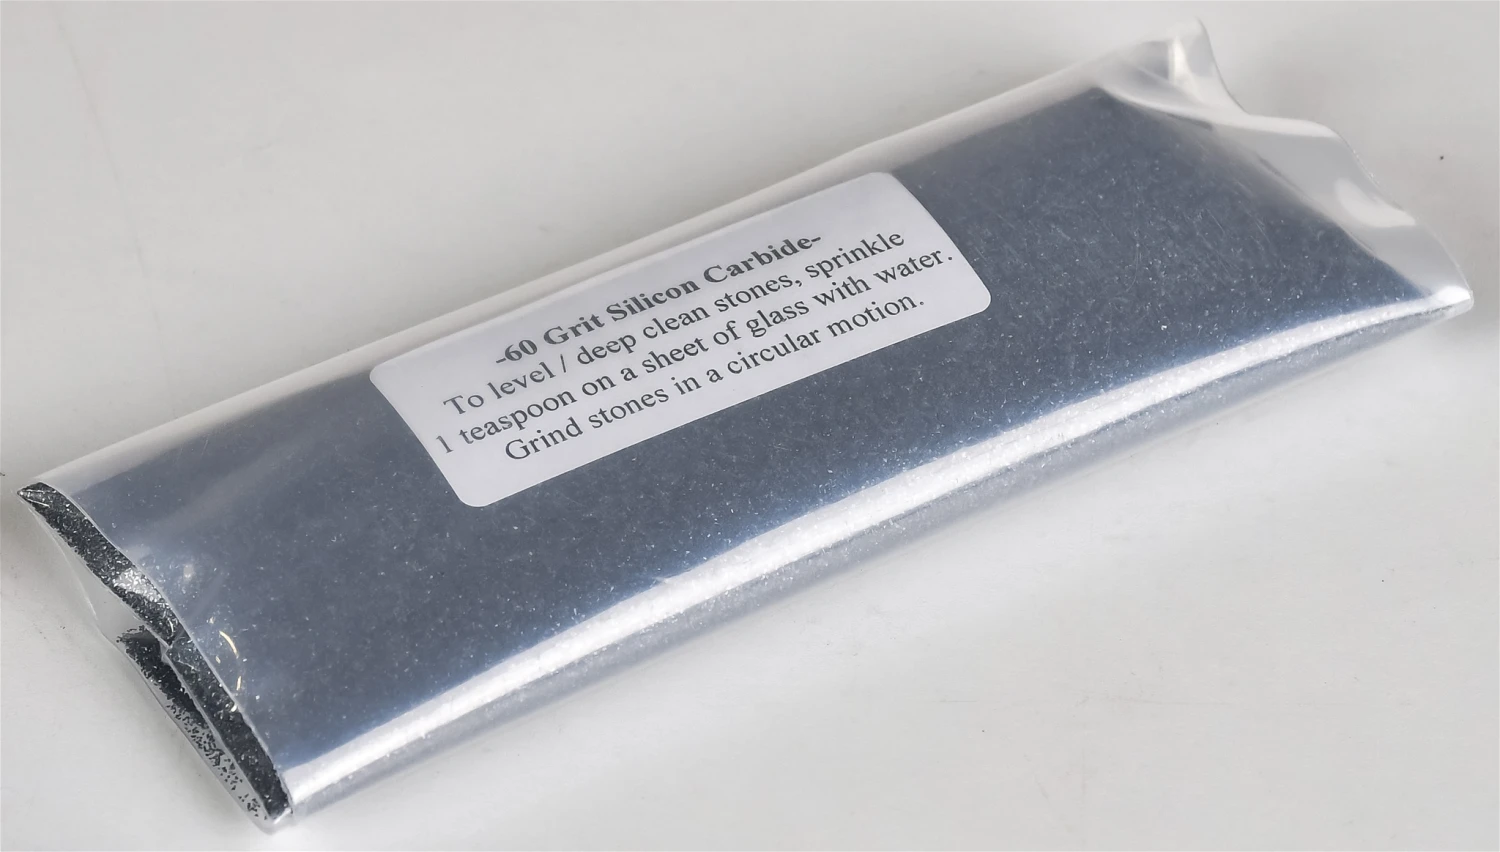 -60 Grit Silicon Carbide-
To level / deep clean stones, sprinkle
1 teaspoon on a sheet of glass with water.
Grind stones in a circular motion.